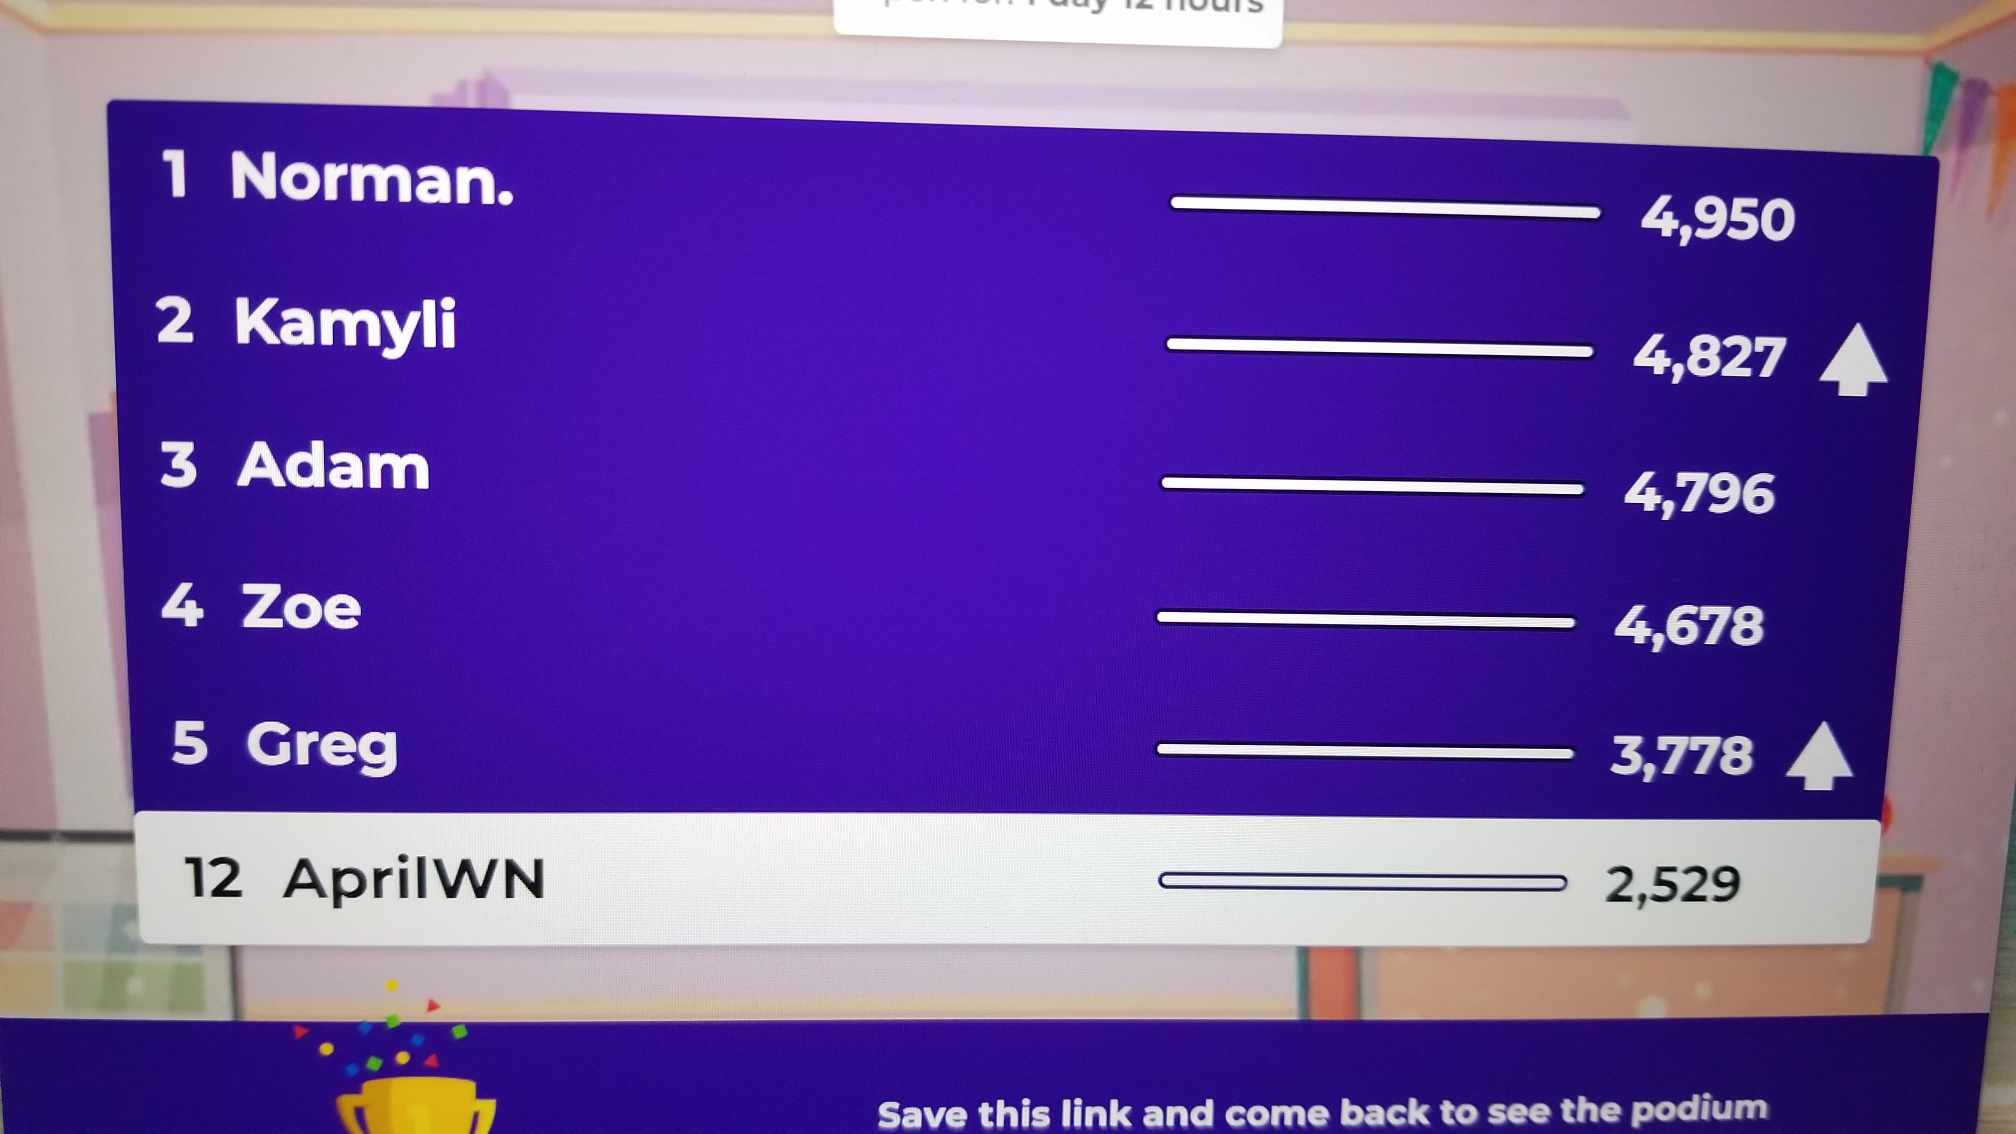 1 day 12 hours
1 Norman. 4,950
2 Kamyli 4,827
3 Adam 4,796
4 Zoe 4,678
5 Greg 3,778
12 AprilWN 2,529
Save this link and come back to see the podium